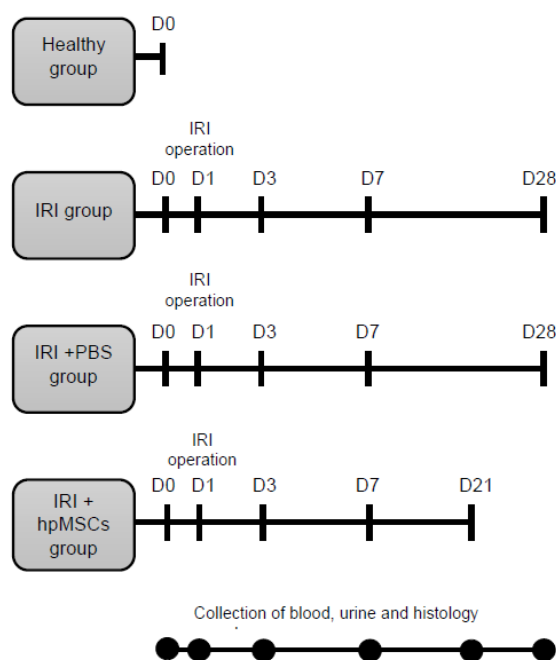 D0
Healthy
group
IRI
operation
D0 D1 D3 D7 D28
IRI group
IRI
operation
D0 D1 D3 D7 D28
IRI +PBS
group
IRI
operation
D0 D1 D3 D7 D21
IRI +
hpMSCs
group
Collection of blood, urine and histology